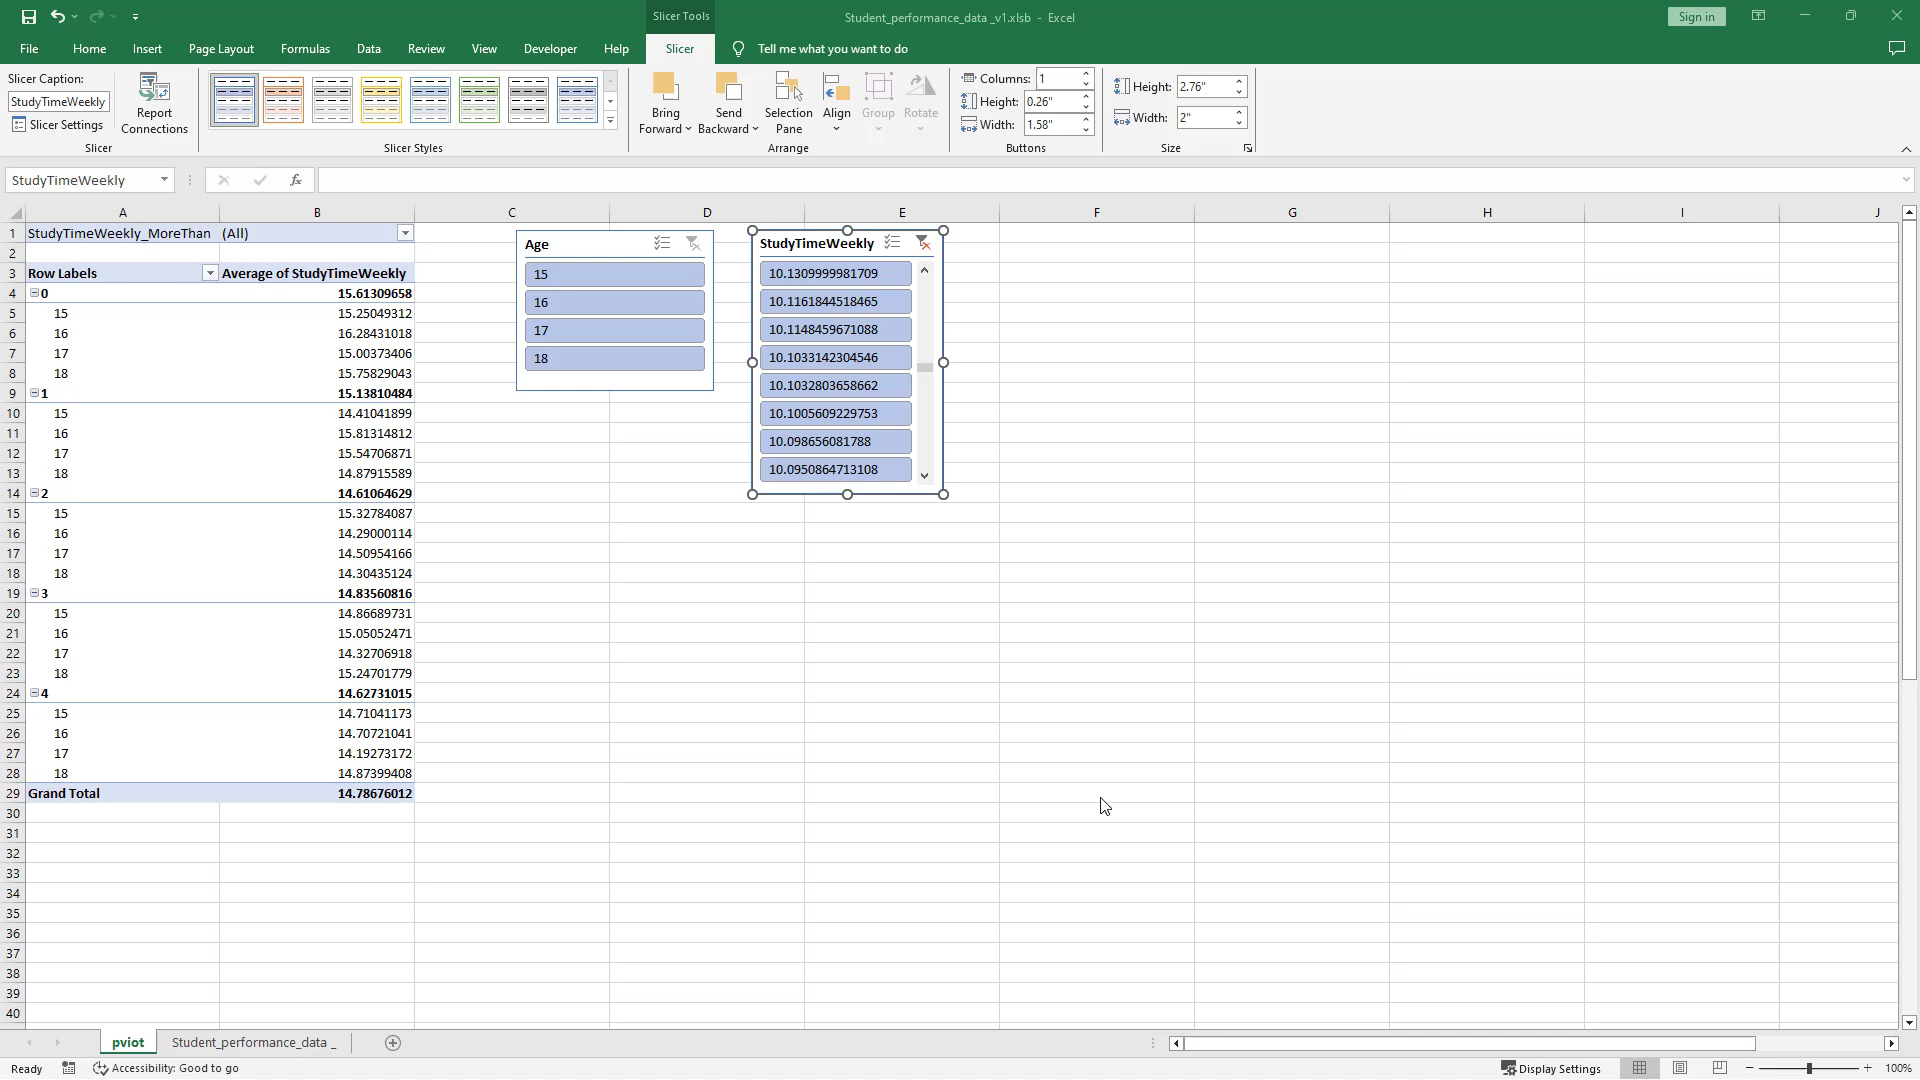 Slicer Tools
Student_performance_data _v1.xlsb - Excel
Sign in
File Home Insert Page Layout Formulas Data Review View Developer Help Slicer Tell me what you want to do
Slicer Caption:
StudyTimeWeekly
Slicer Settings
Report Connections
Slicer
Slicer Styles
Bring Forward
Send Backward
Selection Pane
Align
Group
Rotate
Arrange
Columns: 1
Height: 0.26"
Width: 1.58"
Buttons
Height: 2.76"
Width: 2"
Size
StudyTimeWeekly fx
A B C D E F G H I J
1 StudyTimeWeekly_MoreThan (All)
2
3 Row Labels Average of StudyTimeWeekly
4 0 15.61309658
5 15 15.25049312
6 16 16.28431018
7 17 15.00373406
8 18 15.75829043
9 1 15.13810484
10 15 14.41041899
11 16 15.81314812
12 17 15.54706871
13 18 14.87915589
14 2 14.61064629
15 15 15.32784087
16 16 14.29000114
17 17 14.50954166
18 18 14.30435124
19 3 14.83560816
20 15 14.86689731
21 16 15.05052471
22 17 14.32706918
23 18 15.24701779
24 4 14.62731015
25 15 14.71041173
26 16 14.70721041
27 17 14.19273172
28 18 14.87399408
29 Grand Total 14.78676012
30
31
32
33
34
35
36
37
38
39
40
Age
15
16
17
18
StudyTimeWeekly
10.1309999981709
10.1161844518465
10.1148459671088
10.1033142304546
10.1032803658662
10.1005609229753
10.098656081788
10.0950864713108
pviot Student_performance_data _
Ready Accessibility: Good to go Display Settings 100%